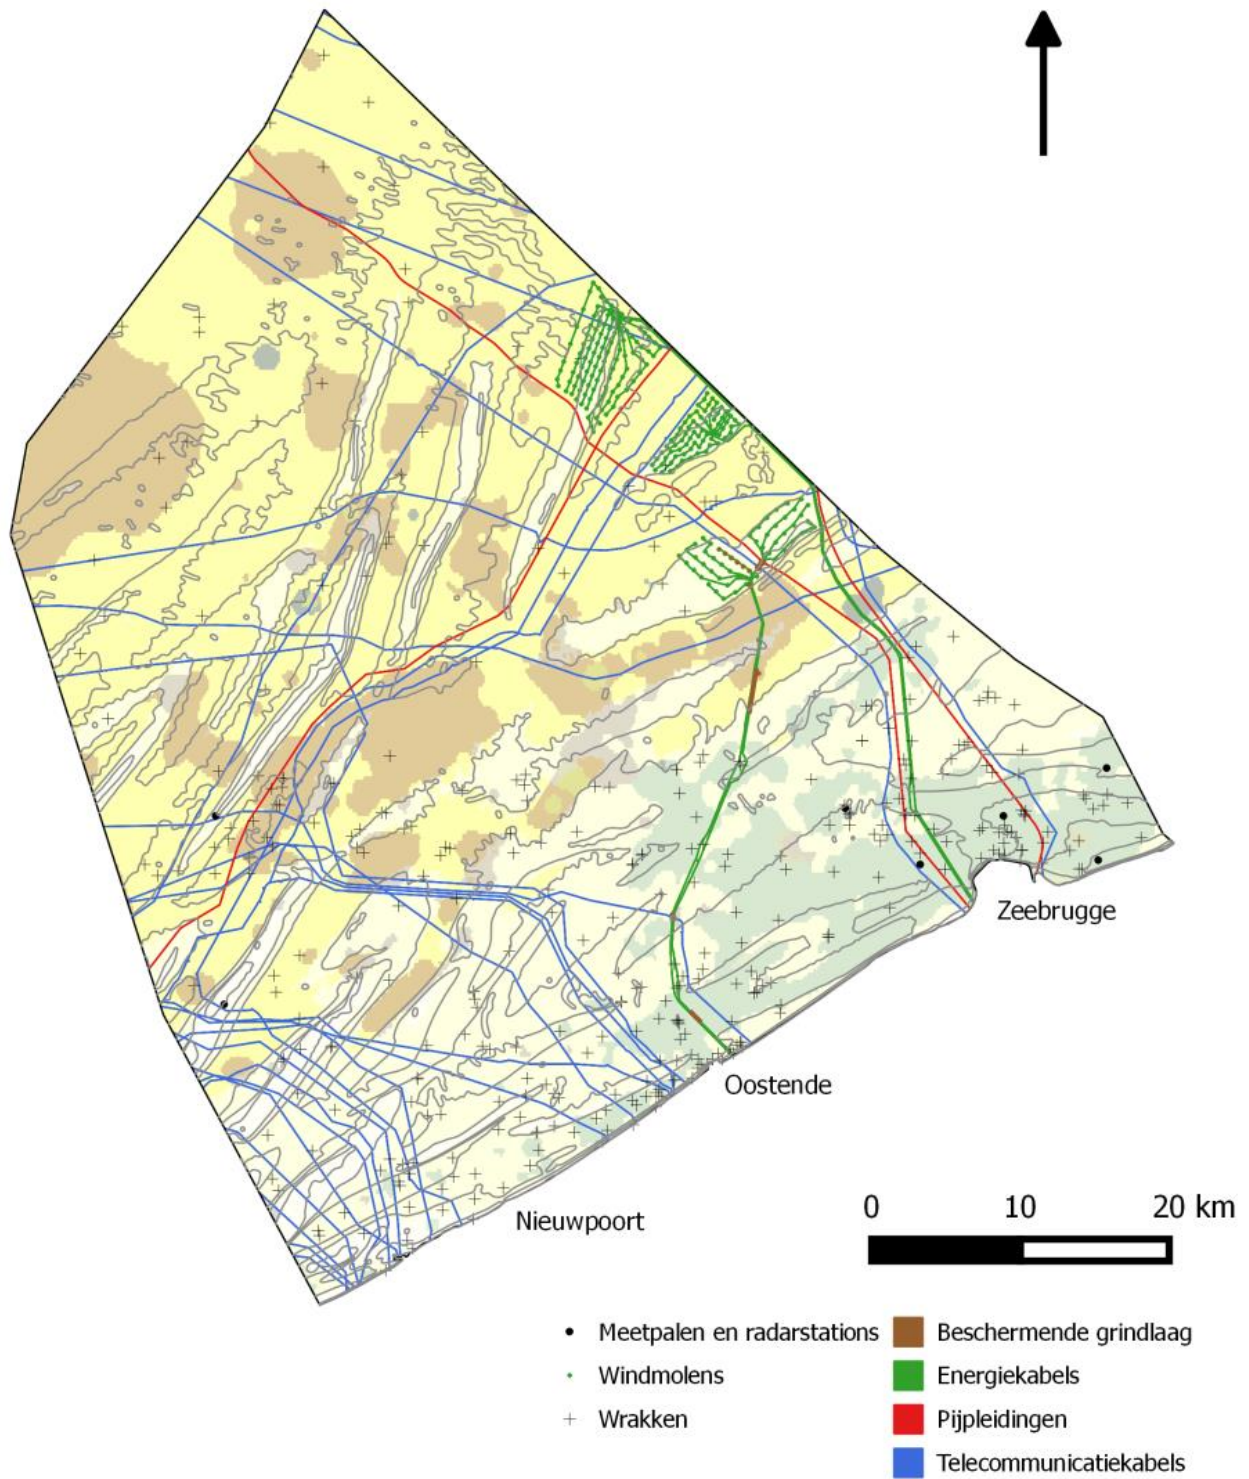 Zeebrugge
Oostende
Nieuwpoort
0 10 20 km
Meetpalen en radarstations
Windmolens
Wrakken
Beschermende grindlaag
Energiekabels
Pijpleidingen
Telecommunicatiekabels